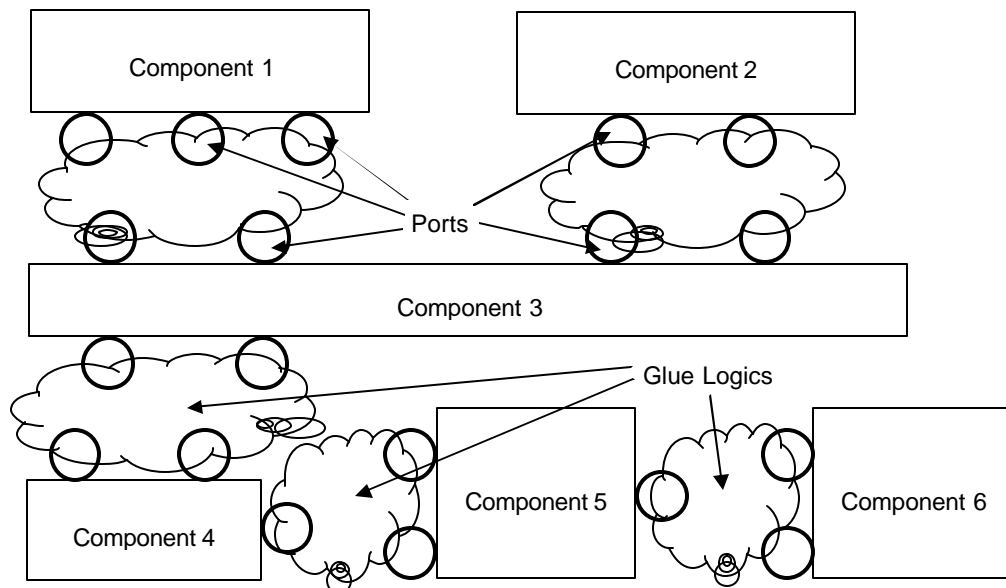 Component 1
Component 2
Ports
Component 3
Glue Logics
Component 4
Component 5
Component 6